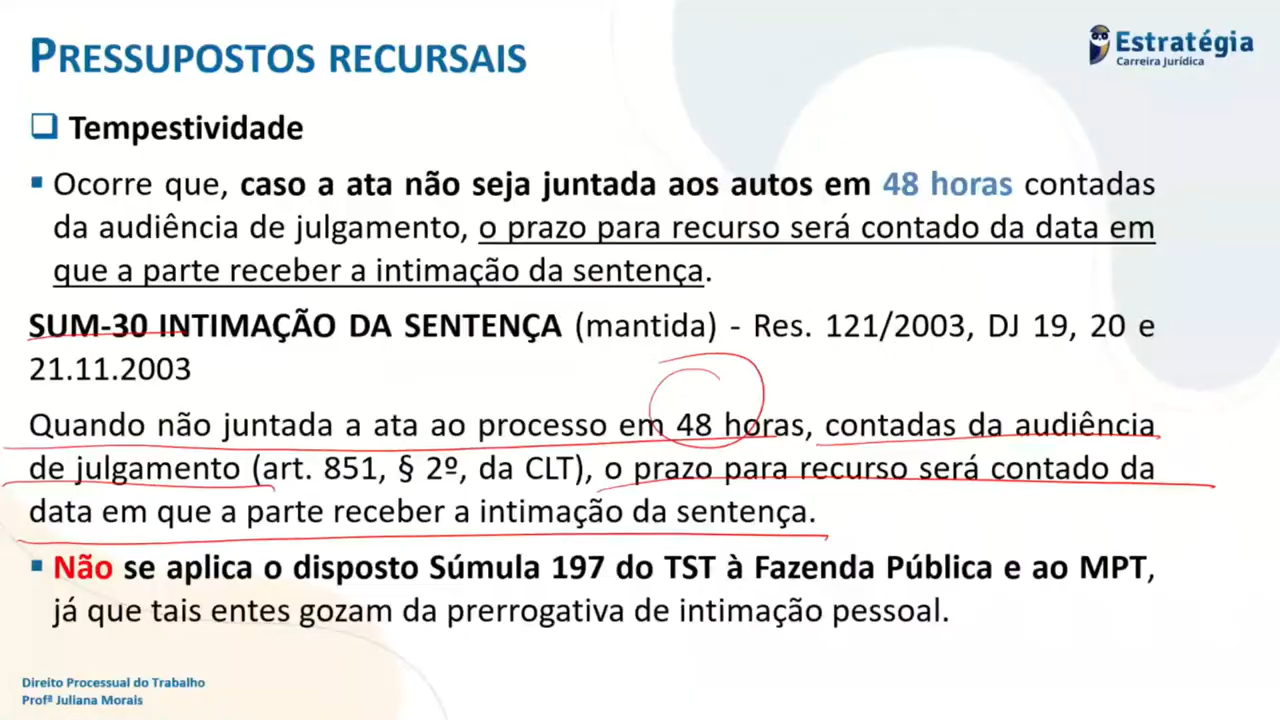 PRESSUPOSTOS RECURSAIS
Estratégia
Carreira Jurídica
Tempestividade
Ocorre que, caso a ata não seja juntada aos autos em 48 horas contadas
da audiência de julgamento, o prazo para recurso será contado da data em
que a parte receber a intimação da sentença.
SUM-30 INTIMAÇÃO DA SENTENÇA (mantida) - Res. 121/2003, DJ 19, 20 e
21.11.2003
Quando não juntada a ata ao processo em 48 horas, contadas da audiência
de julgamento (art. 851, § 2º, da CLT), o prazo para recurso será contado da
data em que a parte receber a intimação da sentença.
Não se aplica o disposto Súmula 197 do TST à Fazenda Pública e ao MPT,
já que tais entes gozam da prerrogativa de intimação pessoal.
Direito Processual do Trabalho
Profª Juliana Morais